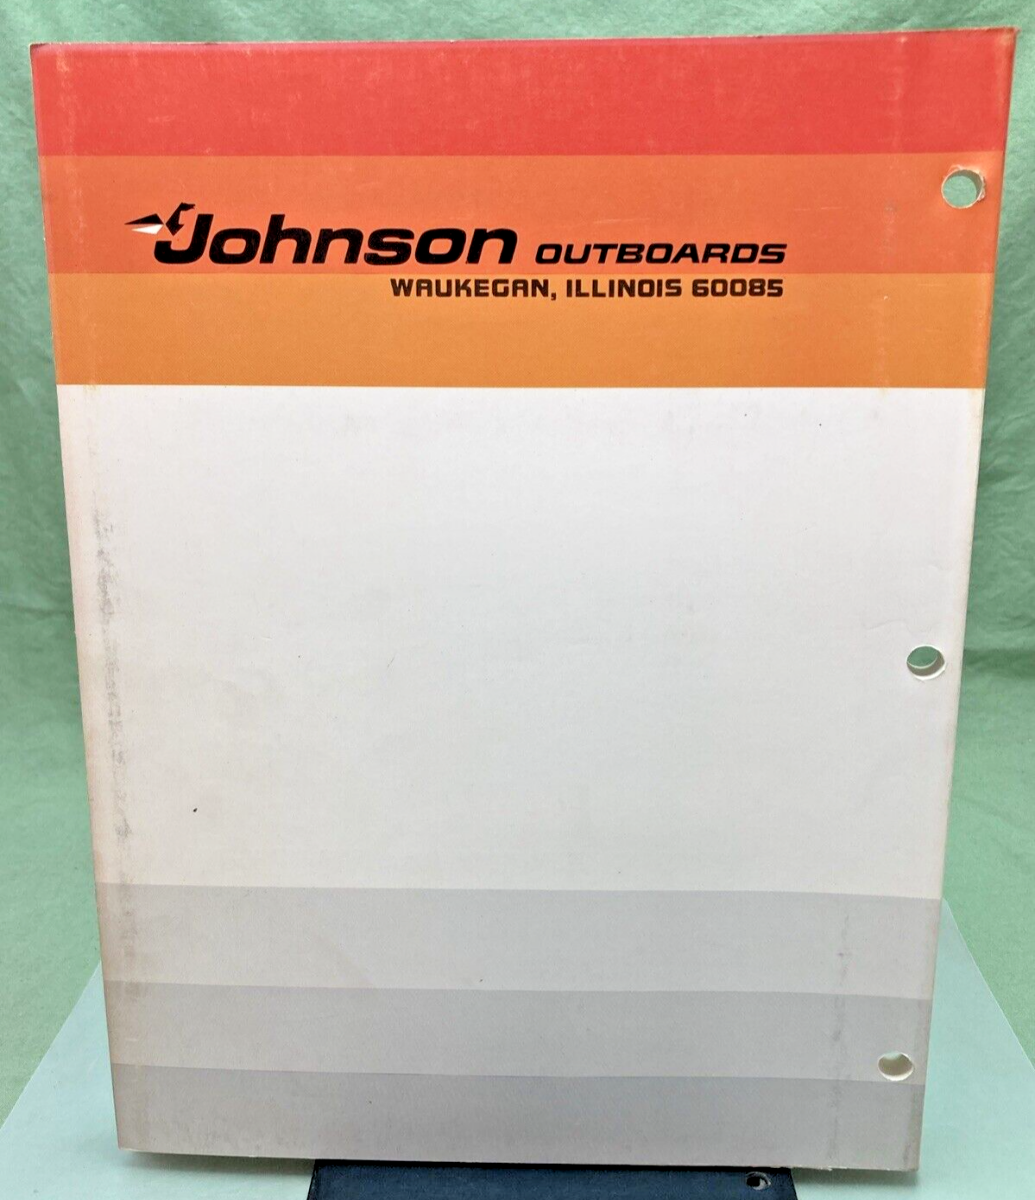 Johnson OUTBOARDS
WAUKEGAN, ILLINOIS 60085